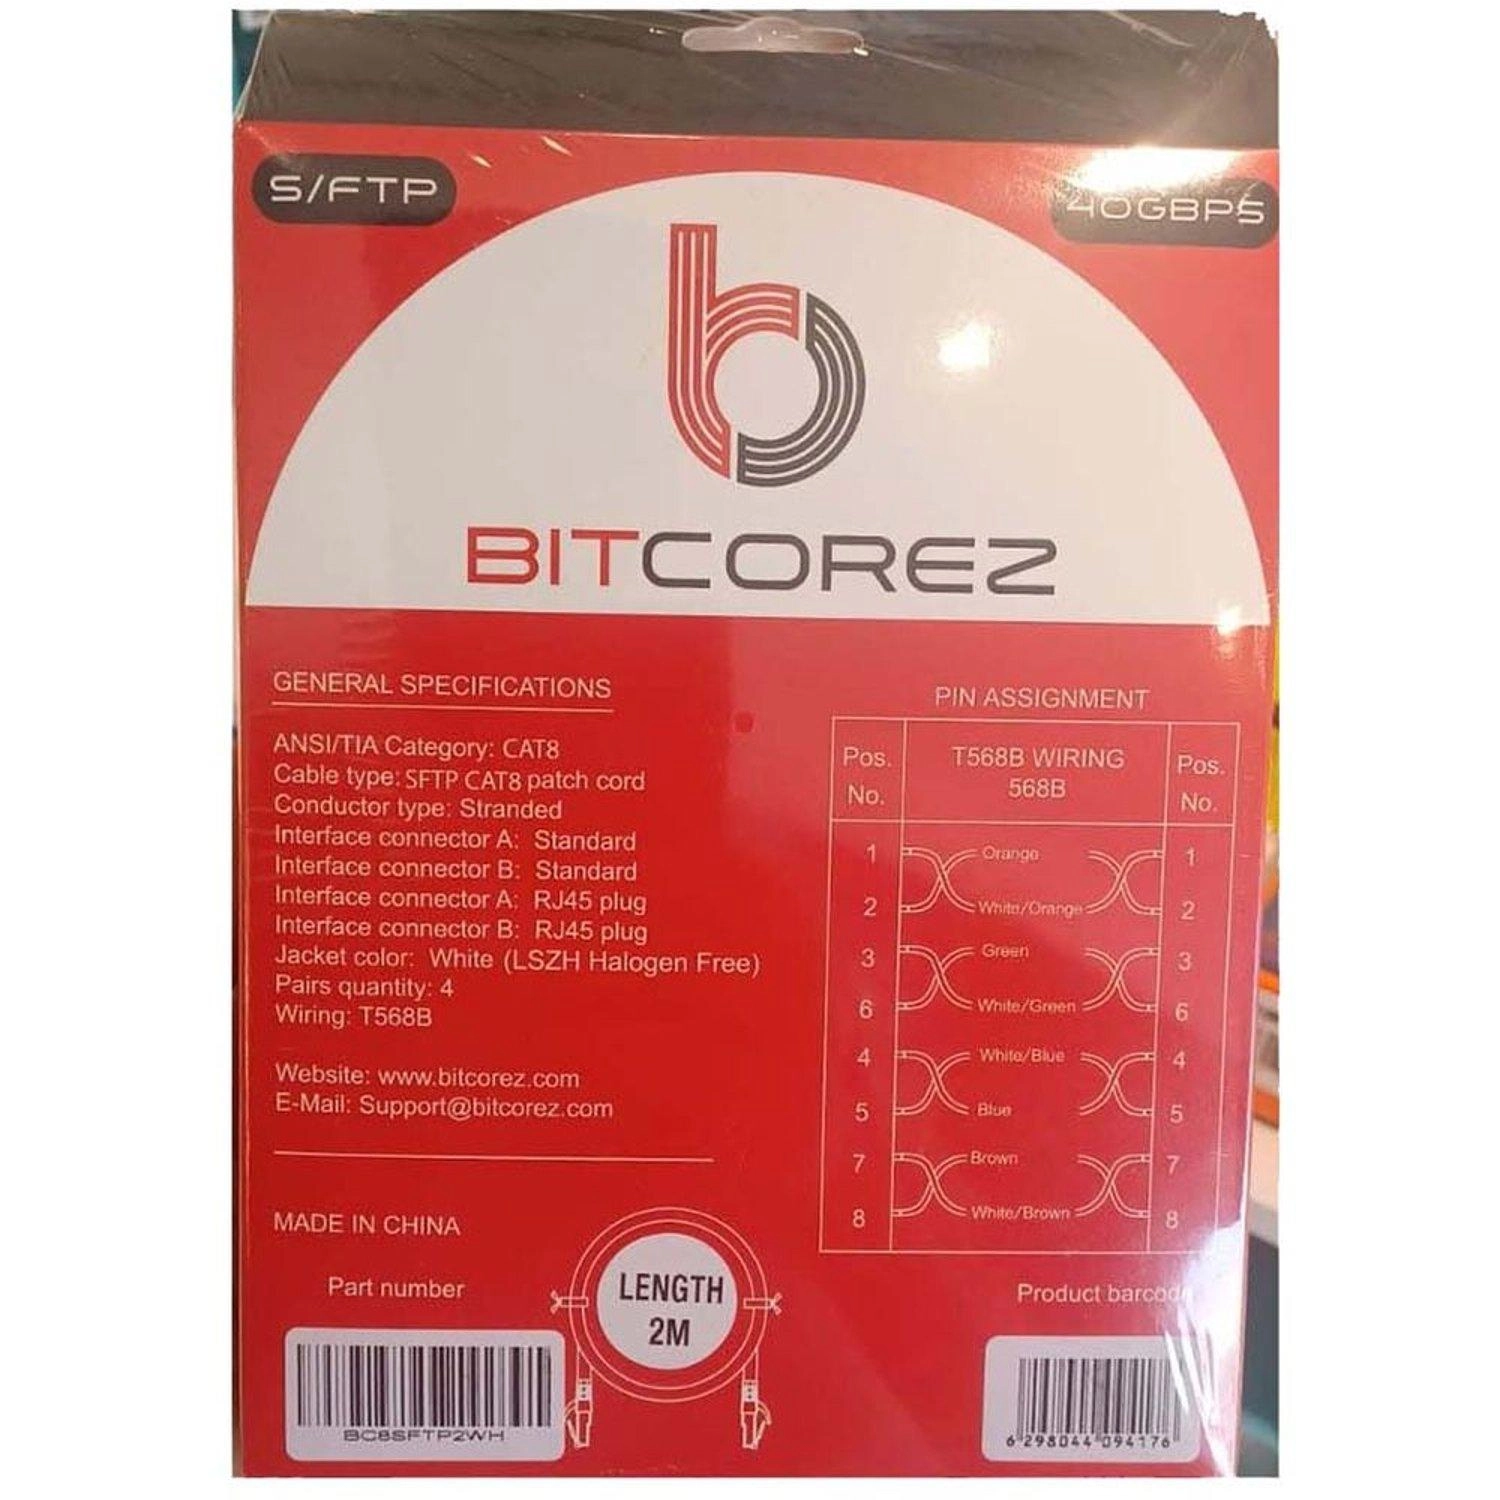 S/FTP
40GBPS
b
BITCOREZ
GENERAL SPECIFICATIONS
ANSI/TIA Category: CAT8
Cable type: SFTP CAT8 patch cord
Conductor type: Stranded
Interface connector A: Standard
Interface connector B: Standard
Interface connector A: RJ45 plug
Interface connector B: RJ45 plug
Jacket color: White (LSZH Halogen Free)
Pairs quantity: 4
Wiring: T568B
Website: www.bitcorez.com
E-Mail: Support@bitcorez.com
MADE IN CHINA
PIN ASSIGNMENT
Pos. No. T568B WIRING 568B Pos. No.
1 Orange 1
2 White/Orange 2
3 Green 3
6 White/Green 6
4 White/Blue 4
5 Blue 5
7 Brown 7
8 White/Brown 8
Part number
BC8SFTP2WH
LENGTH
2M
Product barcode
6 298044 094176